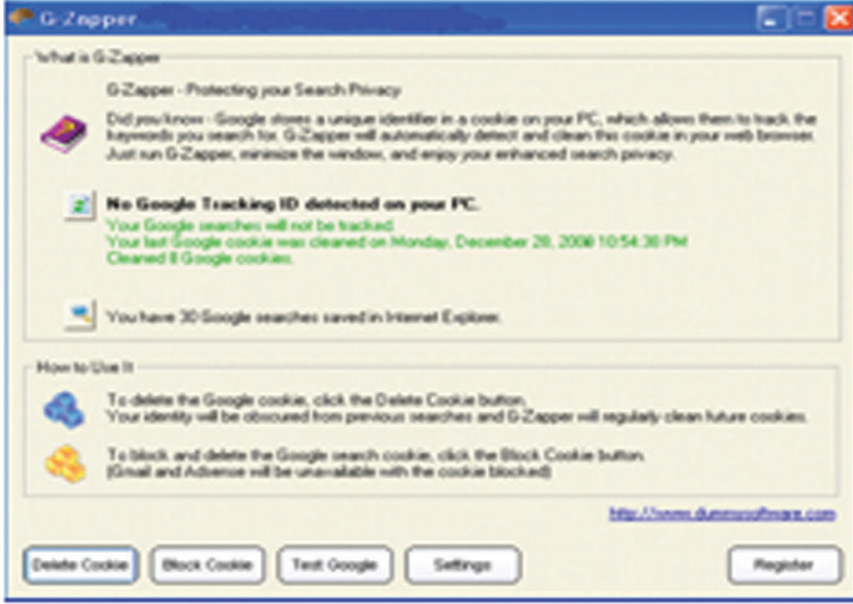 G-Zapper
What is G-Zapper
G-Zapper - Protecting your Search Privacy
Did you know - Google stores a unique identifier in a cookie on your PC, which allows them to track the
keywords you search for. G-Zapper will automatically detect and clean this cookie in your web browser.
Just run G-Zapper, minimize the window, and enjoy your enhanced search privacy.
No Google Tracking ID detected on your PC.
Your Google searches will not be tracked.
Your last Google cookie was cleaned on Monday, December 28, 10:54:38 PM
Cleaned 8 Google cookies.
You have 30 Google searches saved in Internet Explorer.
How to Use It
To delete the Google cookie, click the Delete Cookie button.
Your identity will be obscured from previous searches and G-Zapper will regularly clean future cookies.
To block and delete the Google search cookie, click the Block Cookie button.
(Gmail and Adsense will be unavailable with the cookie blocked)
http://www.dummysoftware.com
Delete Cookie
Block Cookie
Test Google
Settings
Register